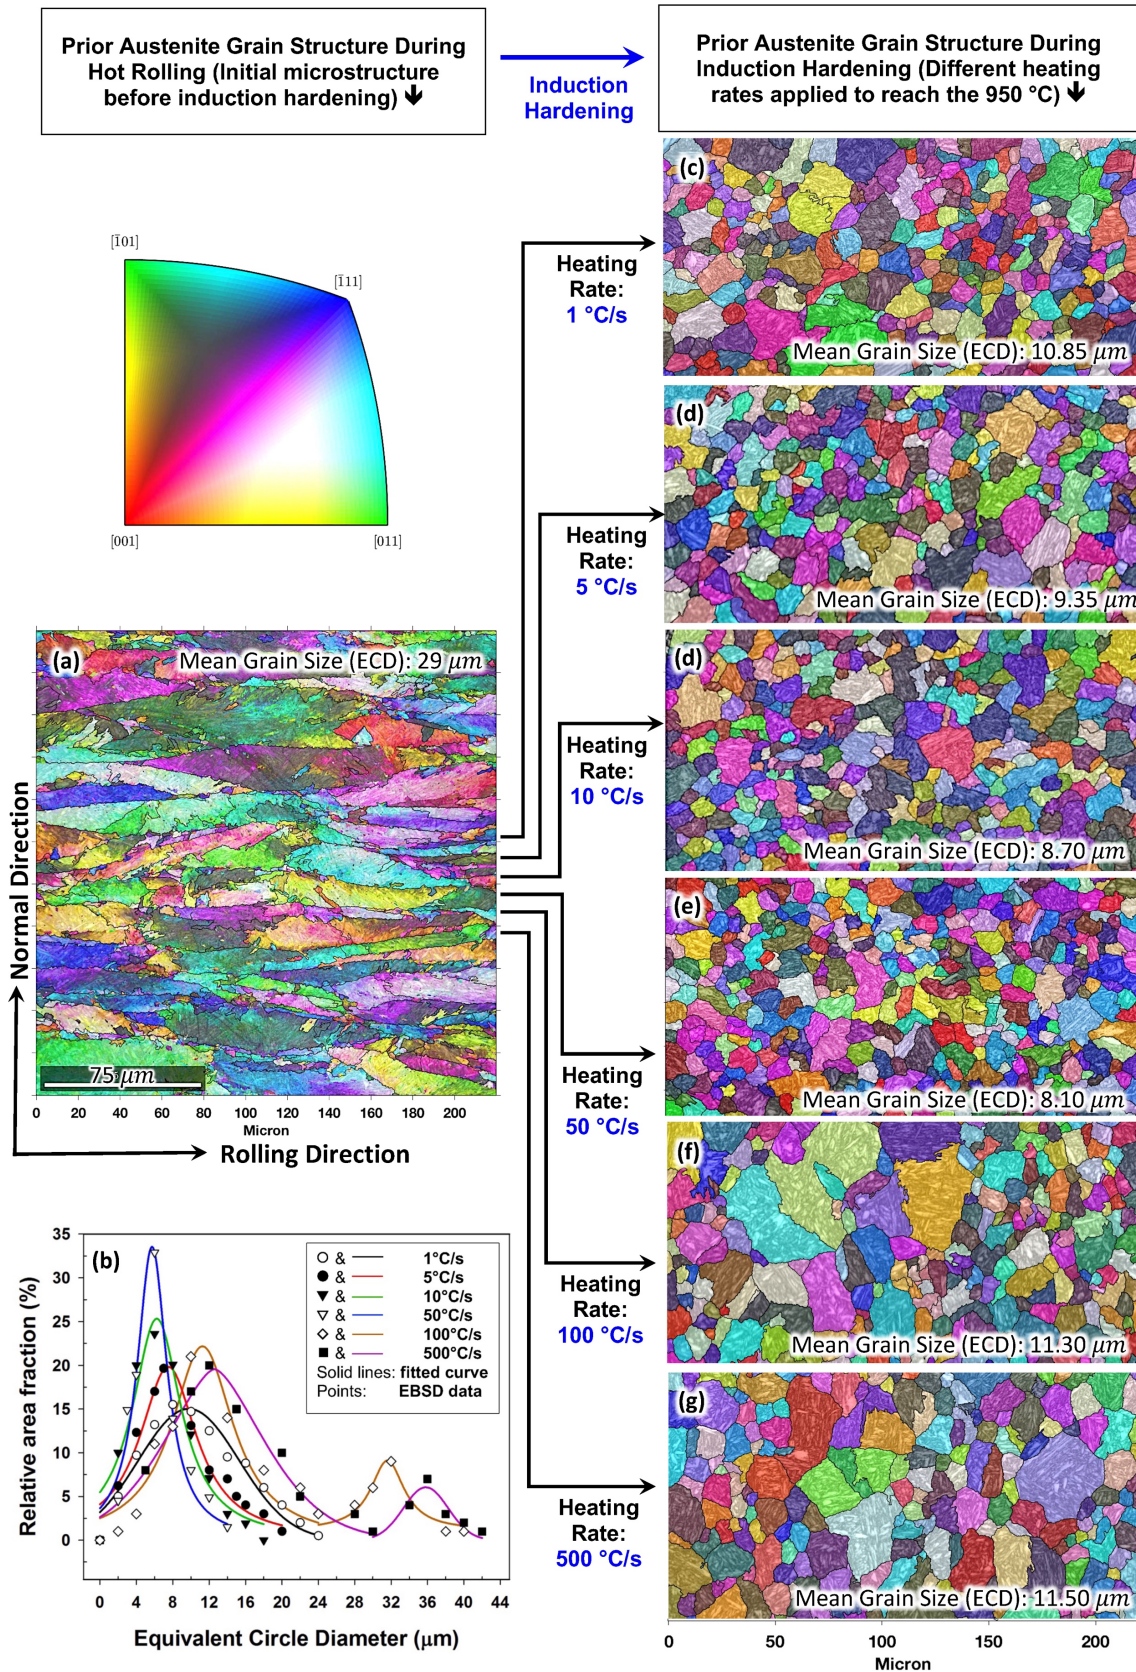 Prior Austenite Grain Structure During
Hot Rolling (Initial microstructure
before induction hardening) 🡻
Induction
Hardening
Prior Austenite Grain Structure During
Induction Hardening (Different heating
rates applied to reach the 950 °C) 🡻
[1̅01]
[1̅11]
[001]
[011]
Heating
Rate:
1 °C/s
(c)
Mean Grain Size (ECD): 10.85 μm
Heating
Rate:
5 °C/s
(d)
Mean Grain Size (ECD): 9.35 μm
Heating
Rate:
10 °C/s
(d)
Mean Grain Size (ECD): 8.70 μm
(a)
Mean Grain Size (ECD): 29 μm
Normal Direction
75 μm
0 20 40 60 80 100 120 140 160 180 200
Micron
Rolling Direction
Heating
Rate:
50 °C/s
(e)
Mean Grain Size (ECD): 8.10 μm
Heating
Rate:
100 °C/s
(f)
Mean Grain Size (ECD): 11.30 μm
Heating
Rate:
500 °C/s
(g)
Mean Grain Size (ECD): 11.50 μm
0 50 100 150 200
Micron
(b)
Relative area fraction (%)
35
30
25
20
15
10
5
0
& 1°C/s
& 5°C/s
& 10°C/s
& 50°C/s
& 100°C/s
& 500°C/s
Solid lines: fitted curve
Points: EBSD data
0 4 8 12 16 20 24 28 32 36 40 44
Equivalent Circle Diameter (μm)